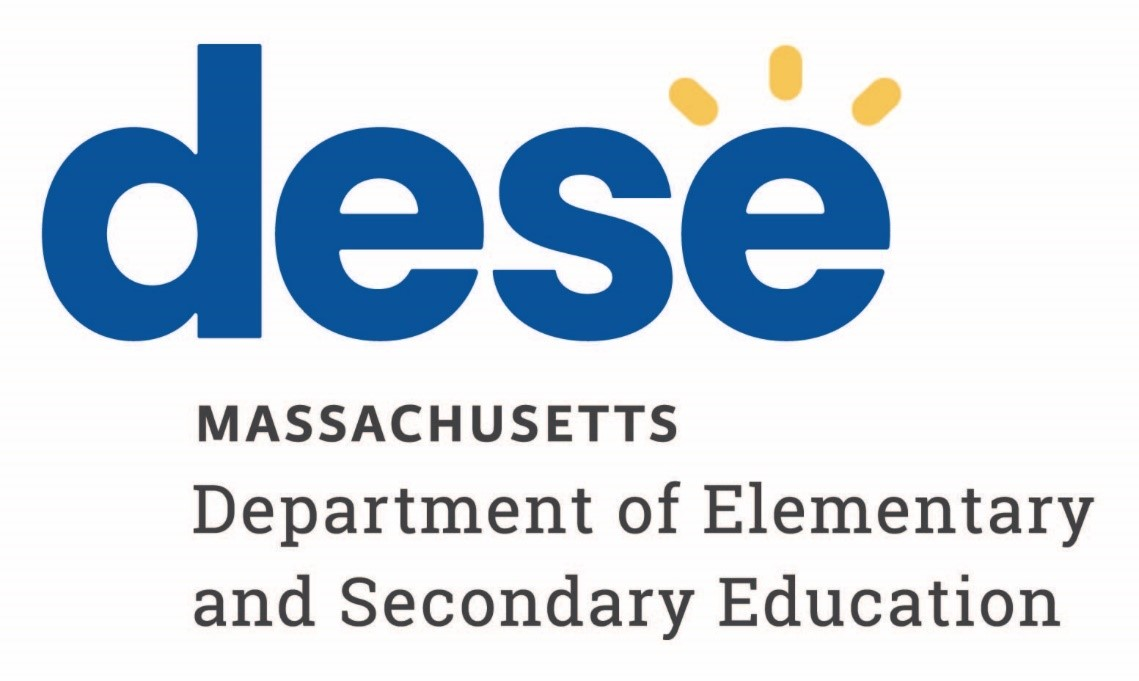 dese
MASSACHUSETTS
Department of Elementary
and Secondary Education